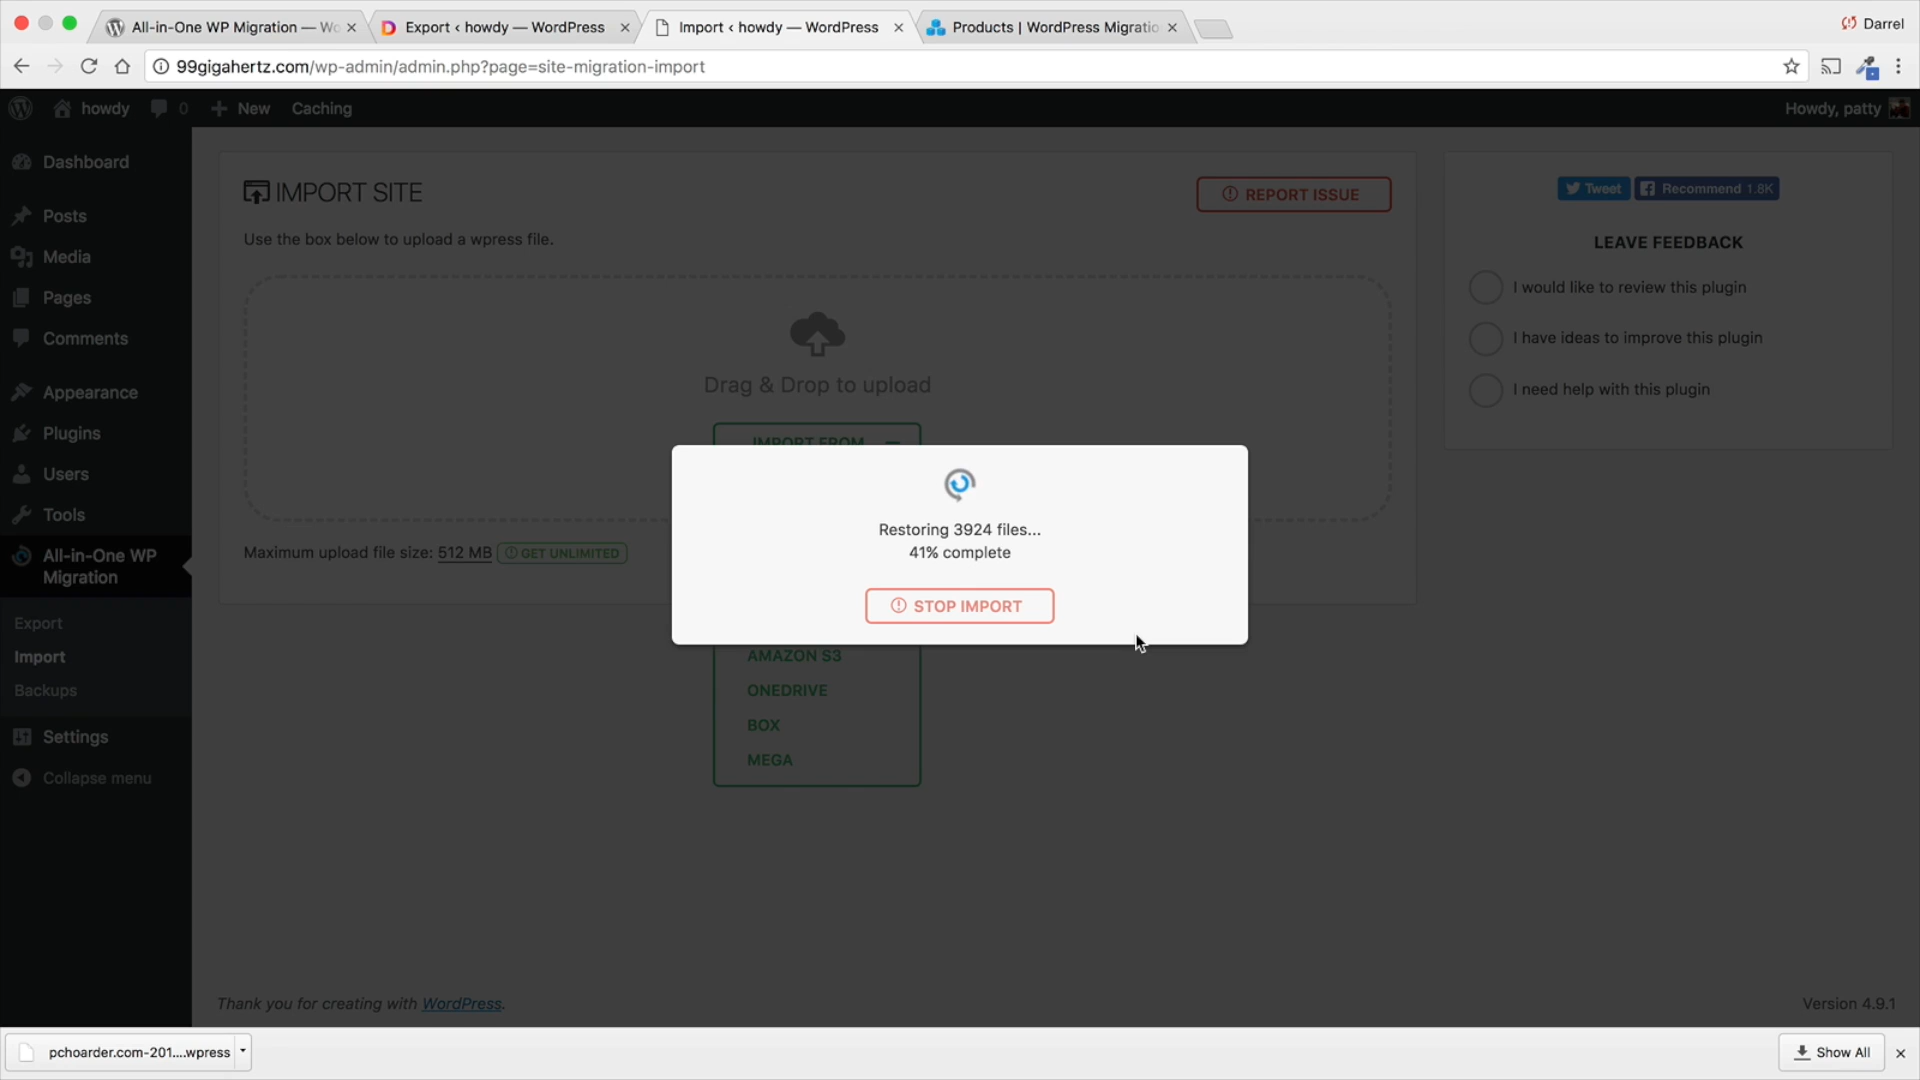 All-in-One WP Migration — Wo
Export < howdy — WordPress
Import < howdy — WordPress
Products | WordPress Migratio
Darrel
99gigahertz.com/wp-admin/admin.php?page=site-migration-import
howdy
0
New
Caching
Howdy, patty
Dashboard
Posts
Media
Pages
Comments
Appearance
Plugins
Users
Tools
All-in-One WP
Migration
Export
Import
Backups
Settings
Collapse menu
IMPORT SITE
REPORT ISSUE
Use the box below to upload a wpress file.
Drag & Drop to upload
IMPORT FROM
Restoring 3924 files...
41% complete
STOP IMPORT
Maximum upload file size: 512 MB GET UNLIMITED
AMAZON S3
ONEDRIVE
BOX
MEGA
Tweet
Recommend 1.8K
LEAVE FEEDBACK
I would like to review this plugin
I have ideas to improve this plugin
I need help with this plugin
Thank you for creating with WordPress.
Version 4.9.1
pchoarder.com-201....wpress
Show All